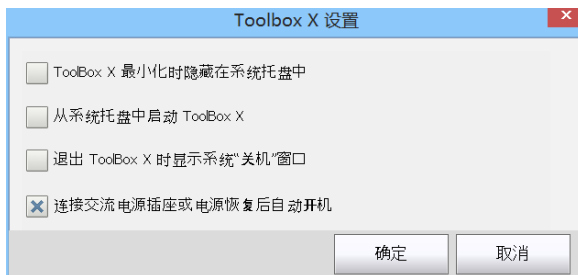 Toolbox X 设置
ToolBox X 最小化时隐藏在系统托盘中
从系统托盘中启动 ToolBox X
退出 ToolBox X 时显示系统“关机”窗口
连接交流电源插座或电源恢复后自动开机
确定
取消